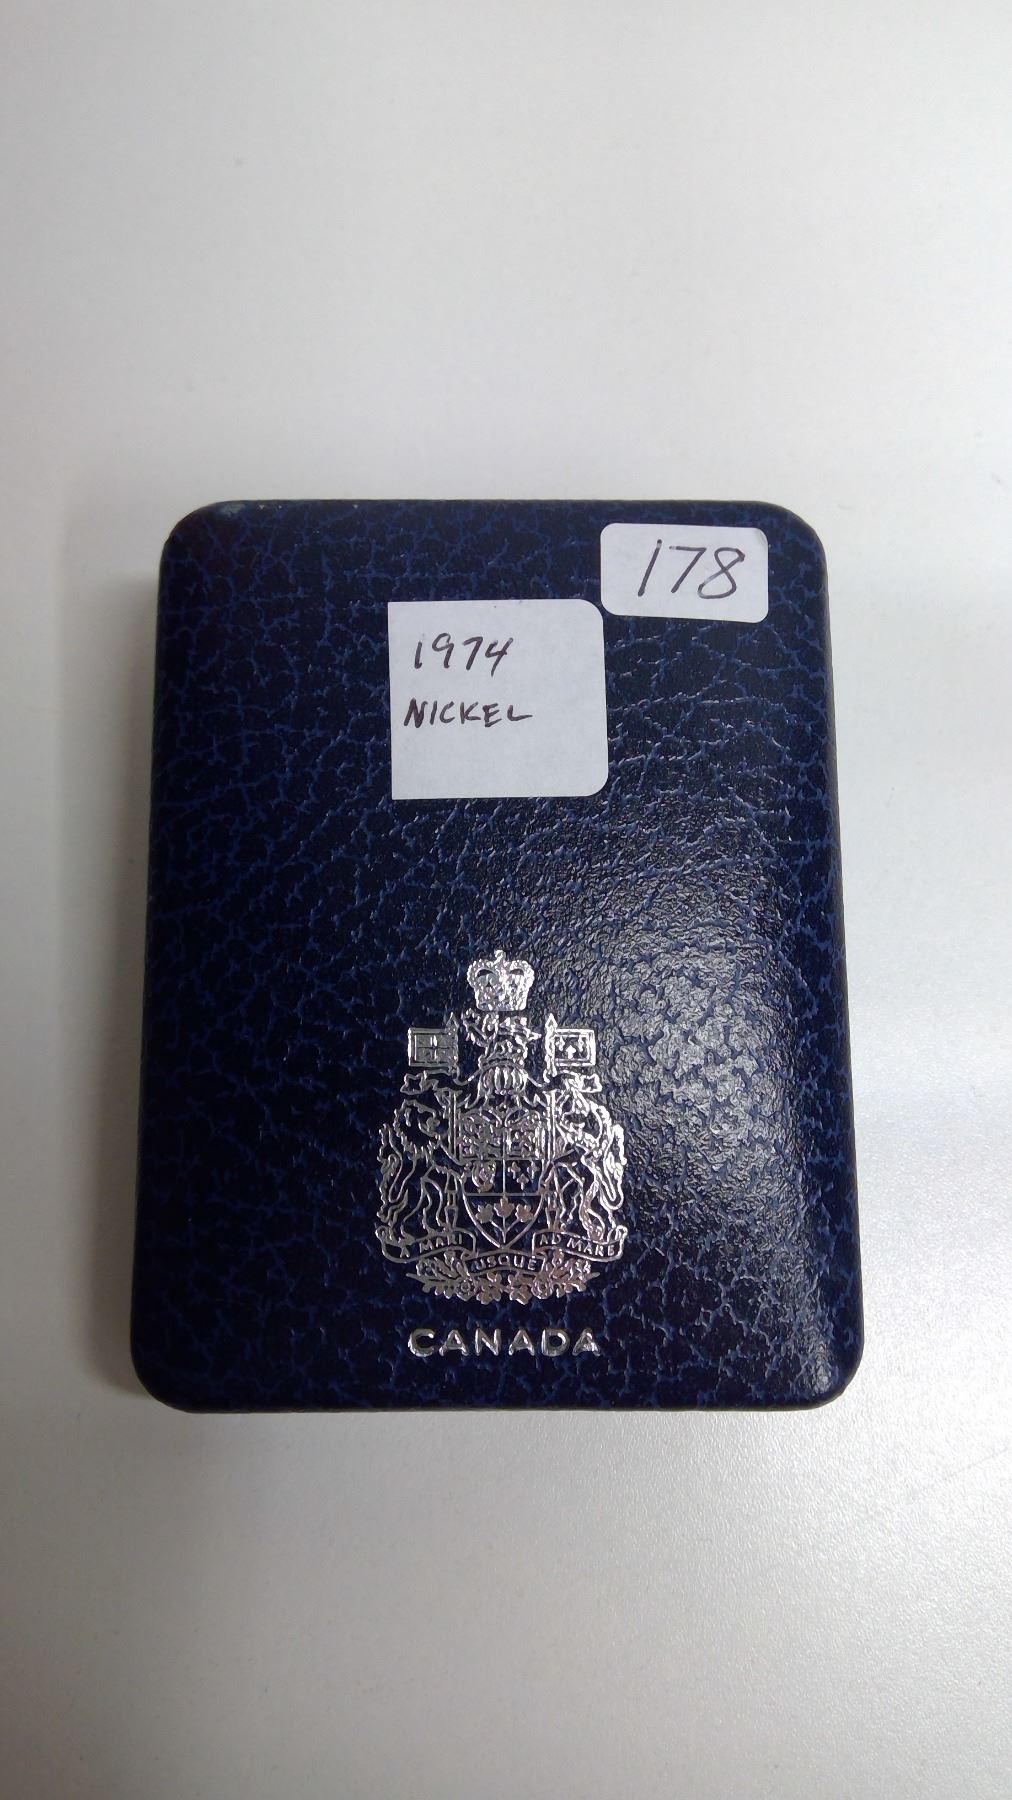 178
1974
NICKEL
A MARI USQUE AD MARE
CANADA